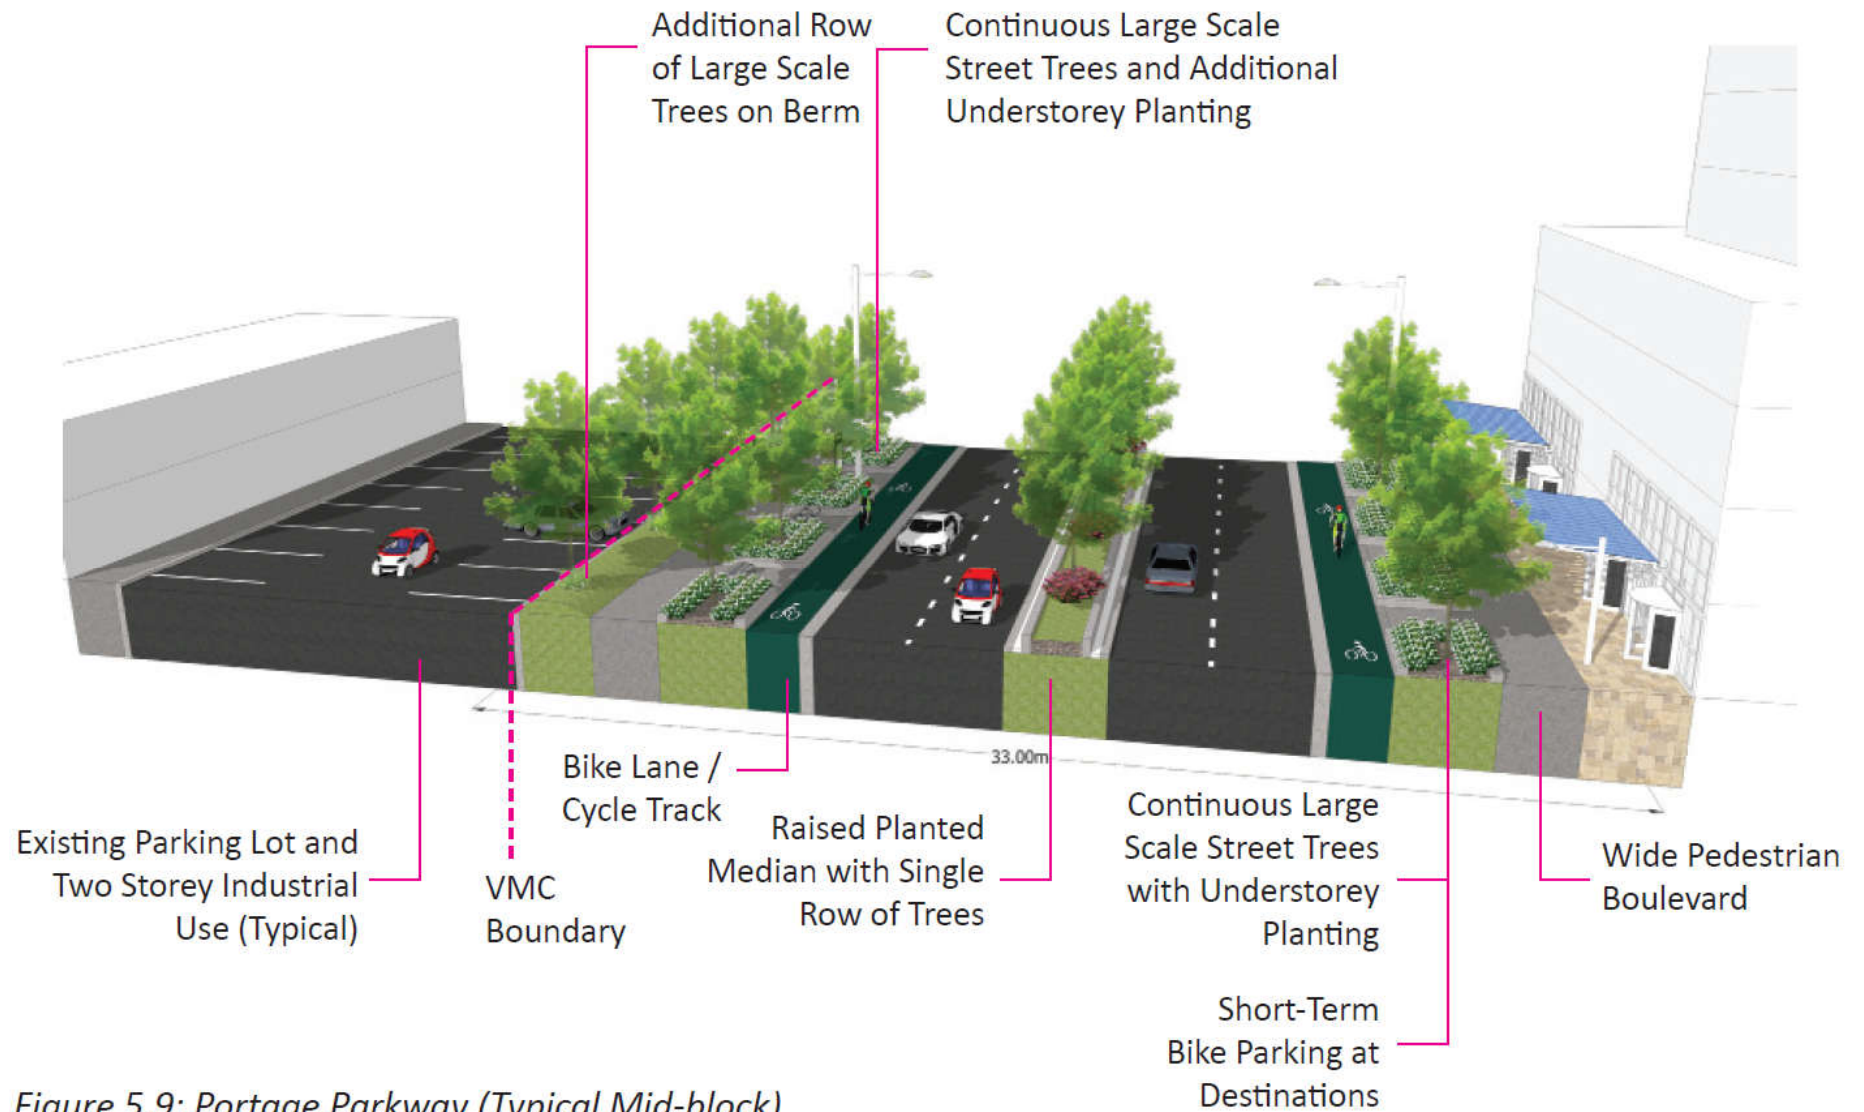 Additional Row
of Large Scale
Trees on Berm
Continuous Large Scale
Street Trees and Additional
Understorey Planting
33.00m
Bike Lane /
Cycle Track
Existing Parking Lot and
Two Storey Industrial
Use (Typical)
VMC
Boundary
Raised Planted
Median with Single
Row of Trees
Continuous Large
Scale Street Trees
with Understorey
Planting
Wide Pedestrian
Boulevard
Short-Term
Bike Parking at
Destinations
Figure 5.9: Portage Parkway (Typical Mid-block)